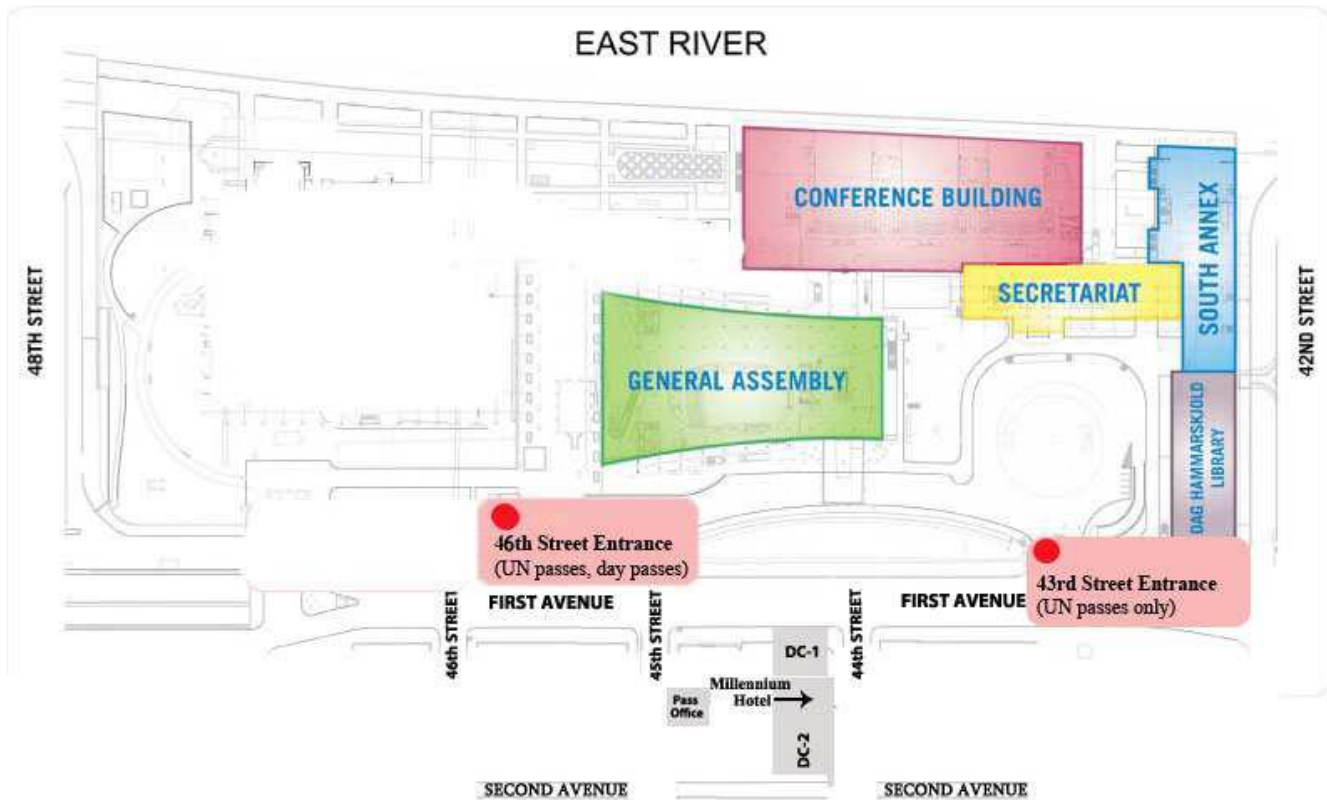 EAST RIVER
CONFERENCE BUILDING
SOUTH ANNEX
SECRETARIAT
48TH STREET
42ND STREET
GENERAL ASSEMBLY
DAG HAMMARSKJOLD
LIBRARY
46th Street Entrance
(UN passes, day passes)
43rd Street Entrance
(UN passes only)
FIRST AVENUE
FIRST AVENUE
46th STREET
45th STREET
44th STREET
DC-1
Millennium
Hotel
Pass
Office
DC-2
SECOND AVENUE
SECOND AVENUE